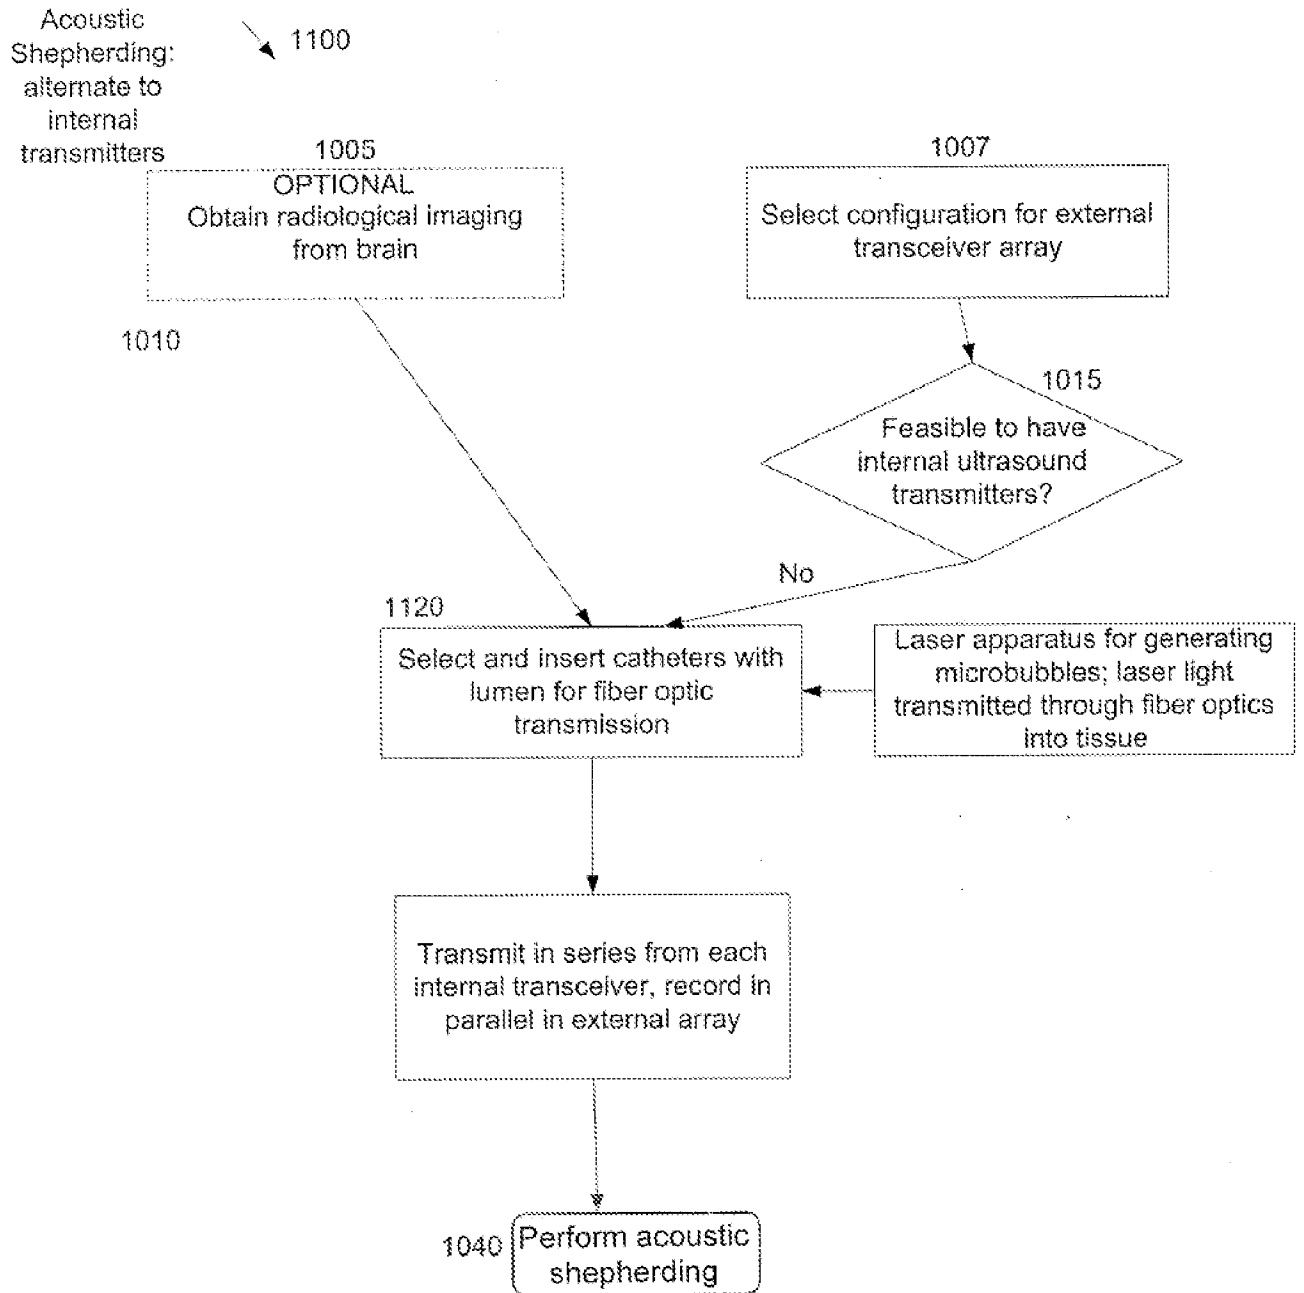 Acoustic
Shepherding:
alternate to
internal
transmitters
1100
1005
OPTIONAL
Obtain radiological imaging
from brain
1007
Select configuration for external
transceiver array
1010
1015
Feasible to have
internal ultrasound
transmitters?
No
1120
Select and insert catheters with
lumen for fiber optic
transmission
Laser apparatus for generating
microbubbles; laser light
transmitted through fiber optics
into tissue
Transmit in series from each
internal transceiver, record in
parallel in external array
1040
Perform acoustic
shepherding